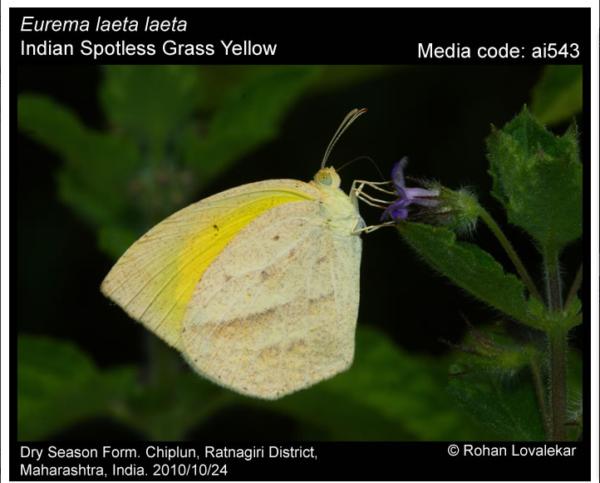 Eurema laeta laeta
Indian Spotless Grass Yellow
Media code: ai543
Dry Season Form. Chiplun, Ratnagiri District,
Maharashtra, India. 2010/10/24
© Rohan Lovalekar